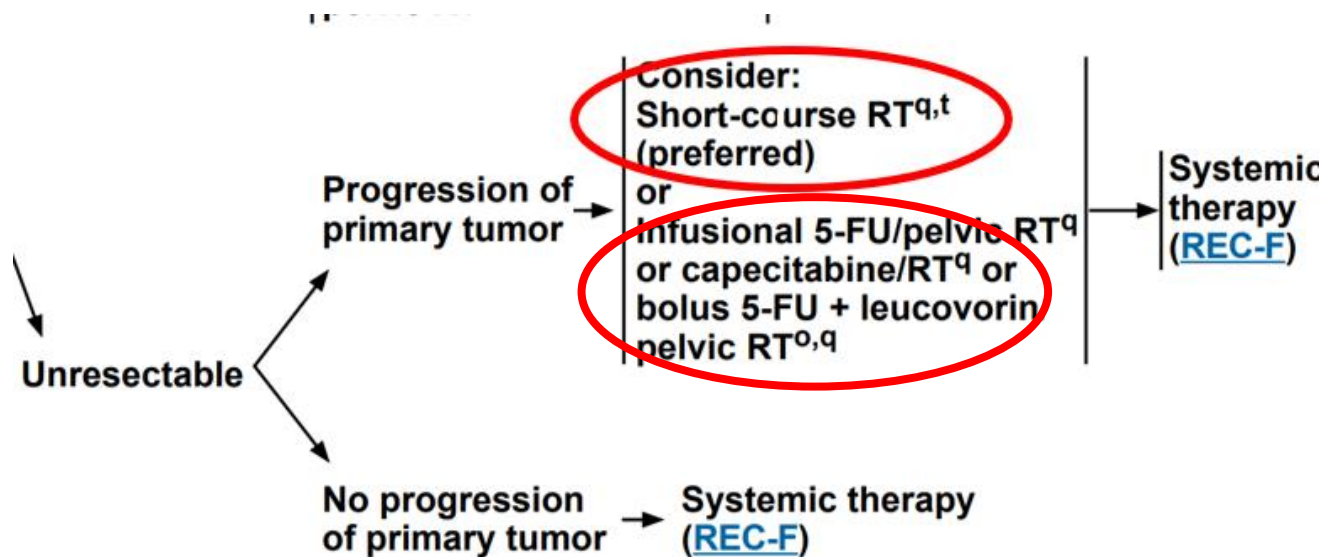 Consider:
Short-course RTq,t
(preferred)
or
Infusional 5-FU/pelvic RTq
or capecitabine/RTq or
bolus 5-FU + leucovorin
pelvic RTo,q
Progression of
primary tumor
Systemic
therapy
(REC-F)
Unresectable
No progression
of primary tumor
Systemic therapy
(REC-F)